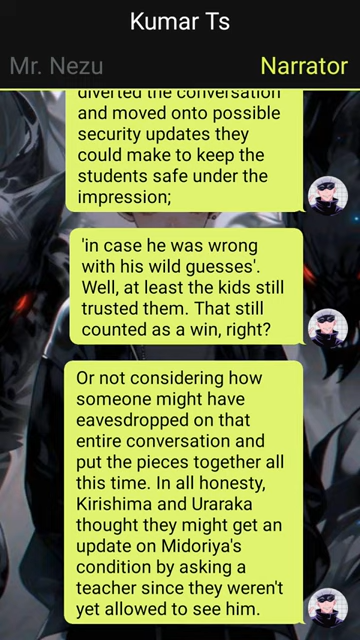 Kumar Ts
Mr. Nezu
Narrator
diverted the conversation
and moved onto possible
security updates they
could make to keep the
students safe under the
impression;
'in case he was wrong
with his wild guesses'.
Well, at least the kids still
trusted them. That still
counted as a win, right?
Or not considering how
someone might have
eavesdropped on that
entire conversation and
put the pieces together all
this time. In all honesty,
Kirishima and Uraraka
thought they might get an
update on Midoriya's
condition by asking a
teacher since they weren't
yet allowed to see him.